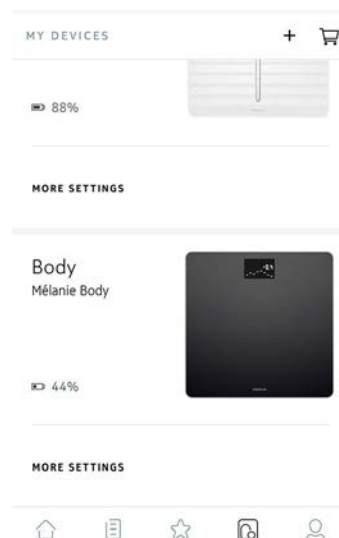 MY DEVICES
88%
MORE SETTINGS
Body
Mélanie Body
44%
MORE SETTINGS